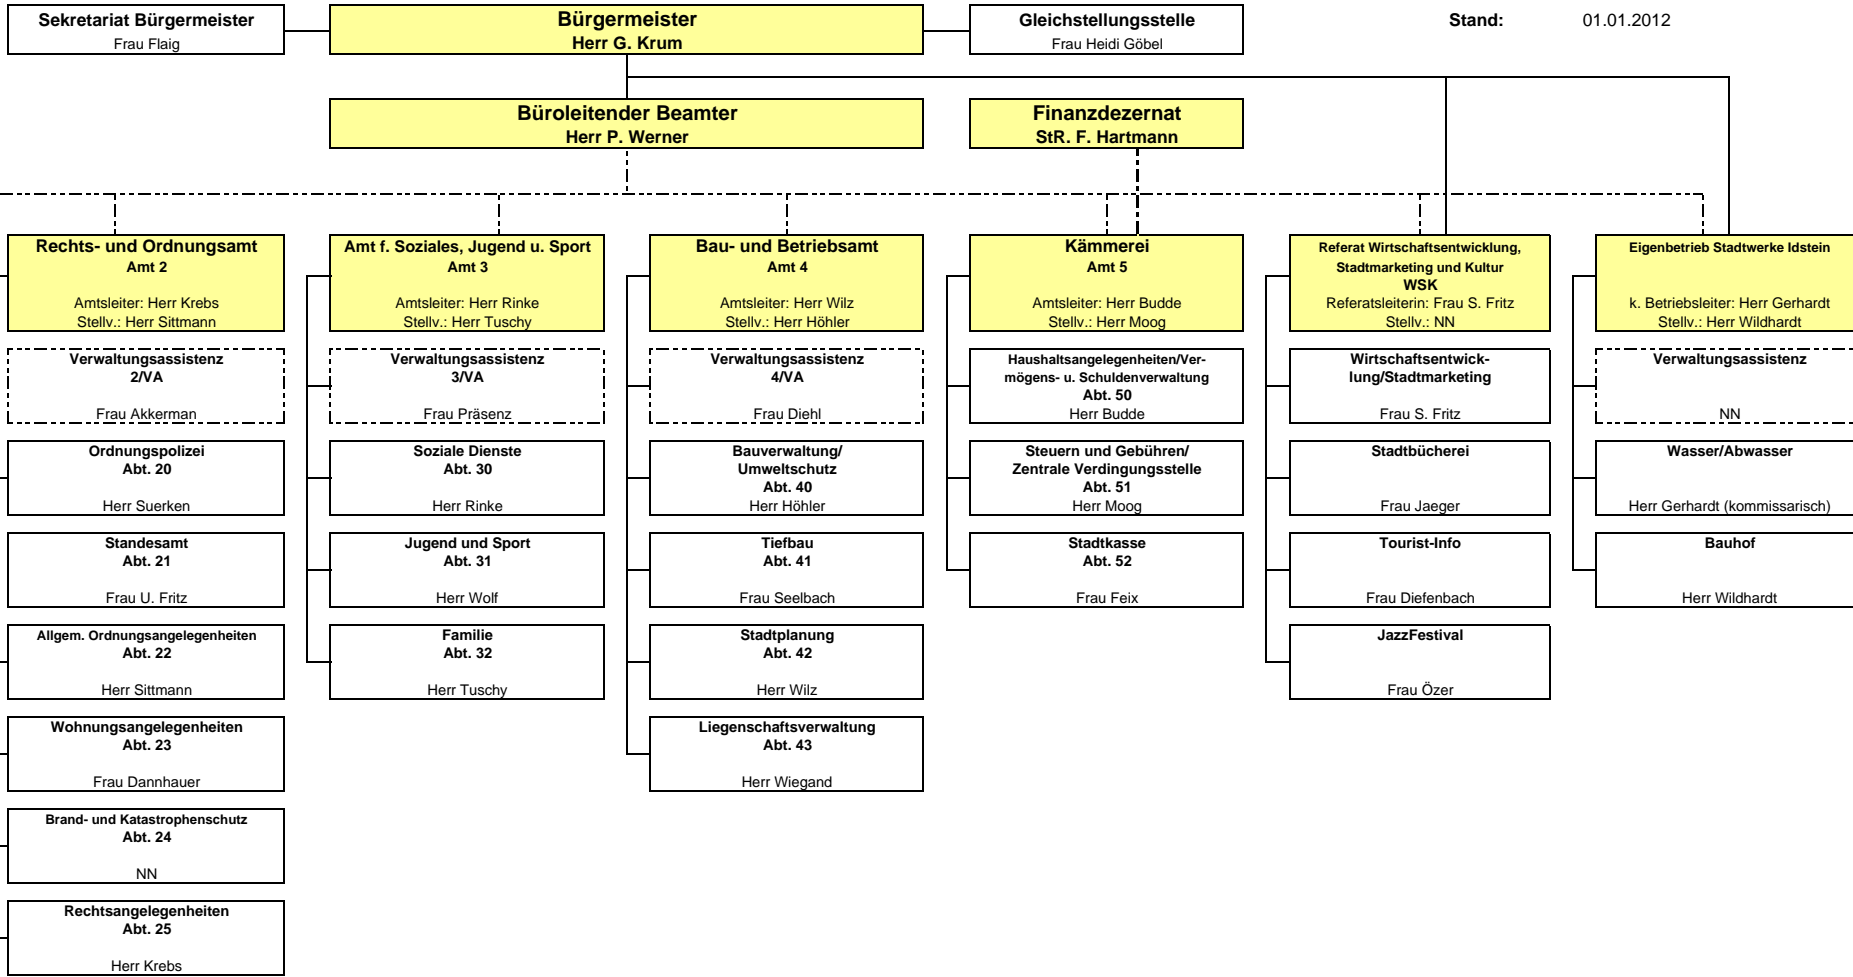 Sekretariat Bürgermeister
Frau Flaig
Bürgermeister
Herr G. Krum
Gleichstellungsstelle
Frau Heidi Göbel
Stand: 01.01.2012
Büroleitender Beamter
Herr P. Werner
Finanzdezernat
StR. F. Hartmann
Rechts- und Ordnungsamt
Amt 2
Amtsleiter: Herr Krebs
Stellv.: Herr Sittmann
Verwaltungsassistenz
2/VA
Frau Akkerman
Ordnungspolizei
Abt. 20
Herr Suerken
Standesamt
Abt. 21
Frau U. Fritz
Allgem. Ordnungsangelegenheiten
Abt. 22
Herr Sittmann
Wohnungsangelegenheiten
Abt. 23
Frau Dannhauer
Brand- und Katastrophenschutz
Abt. 24
NN
Rechtsangelegenheiten
Abt. 25
Herr Krebs
Amt f. Soziales, Jugend u. Sport
Amt 3
Amtsleiter: Herr Rinke
Stellv.: Herr Tuschy
Verwaltungsassistenz
3/VA
Frau Präsenz
Soziale Dienste
Abt. 30
Herr Rinke
Jugend und Sport
Abt. 31
Herr Wolf
Familie
Abt. 32
Herr Tuschy
Bau- und Betriebsamt
Amt 4
Amtsleiter: Herr Wilz
Stellv.: Herr Höhler
Verwaltungsassistenz
4/VA
Frau Diehl
Bauverwaltung/
Umweltschutz
Abt. 40
Herr Höhler
Tiefbau
Abt. 41
Frau Seelbach
Stadtplanung
Abt. 42
Herr Wilz
Liegenschaftsverwaltung
Abt. 43
Herr Wiegand
Kämmerei
Amt 5
Amtsleiter: Herr Budde
Stellv.: Herr Moog
Haushaltsangelegenheiten/Ver-
mögens- u. Schuldenverwaltung
Abt. 50
Herr Budde
Steuern und Gebühren/
Zentrale Verdingungsstelle
Abt. 51
Herr Moog
Stadtkasse
Abt. 52
Frau Feix
Referat Wirtschaftsentwicklung,
Stadtmarketing und Kultur
WSK
Referatsleiterin: Frau S. Fritz
Stellv.: NN
Wirtschaftsentwick-
lung/Stadtmarketing
Frau S. Fritz
Stadtbücherei
Frau Jaeger
Tourist-Info
Frau Diefenbach
JazzFestival
Frau Özer
Eigenbetrieb Stadtwerke Idstein
k. Betriebsleiter: Herr Gerhardt
Stellv.: Herr Wildhardt
Verwaltungsassistenz
NN
Wasser/Abwasser
Herr Gerhardt (kommissarisch)
Bauhof
Herr Wildhardt